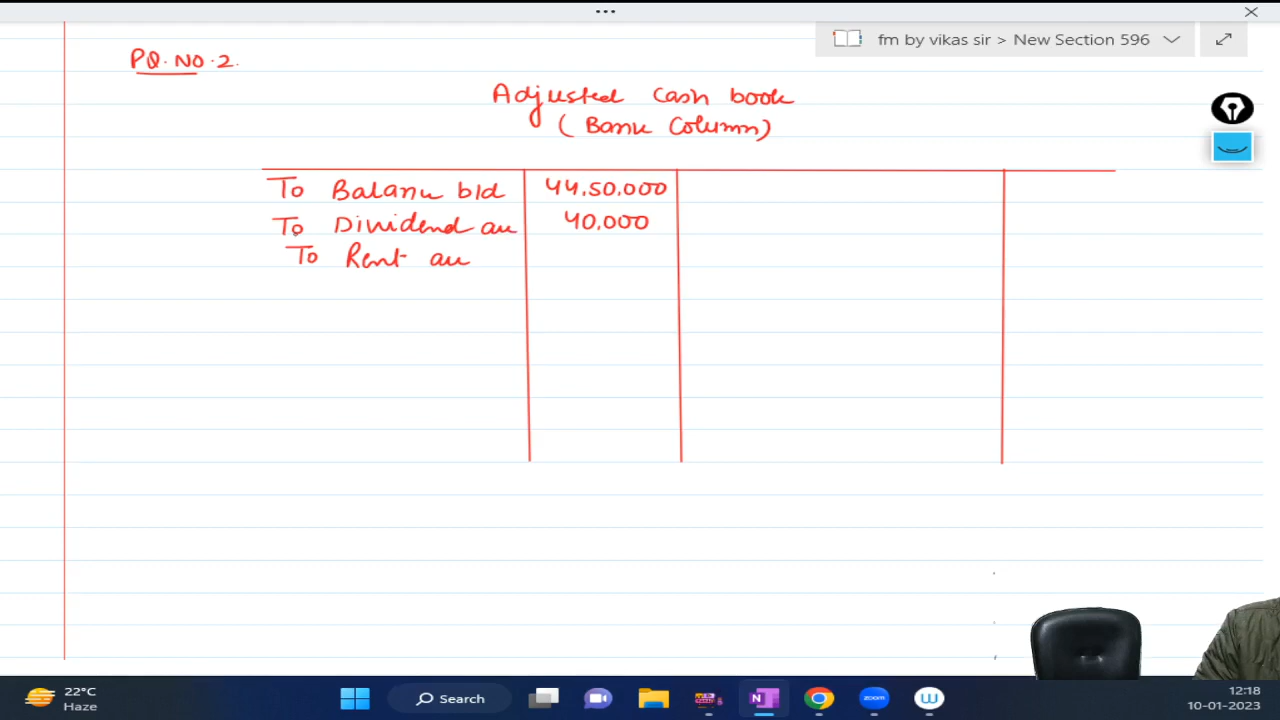 fm by vikas sir > New Section 596
PQ. NO. 2.
Adjusted Cash book
(Bank Column)
To Balance b/d 44,50,000
To Dividend a/c 40,000
To Rent a/c
22°C
Haze
Search
zoom
12:18
10-01-2023